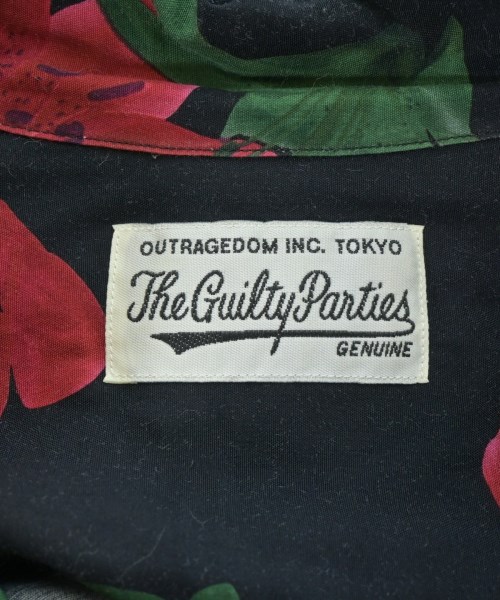 OUTRAGEDOM INC. TOKYO
The Guilty Parties
GENUINE